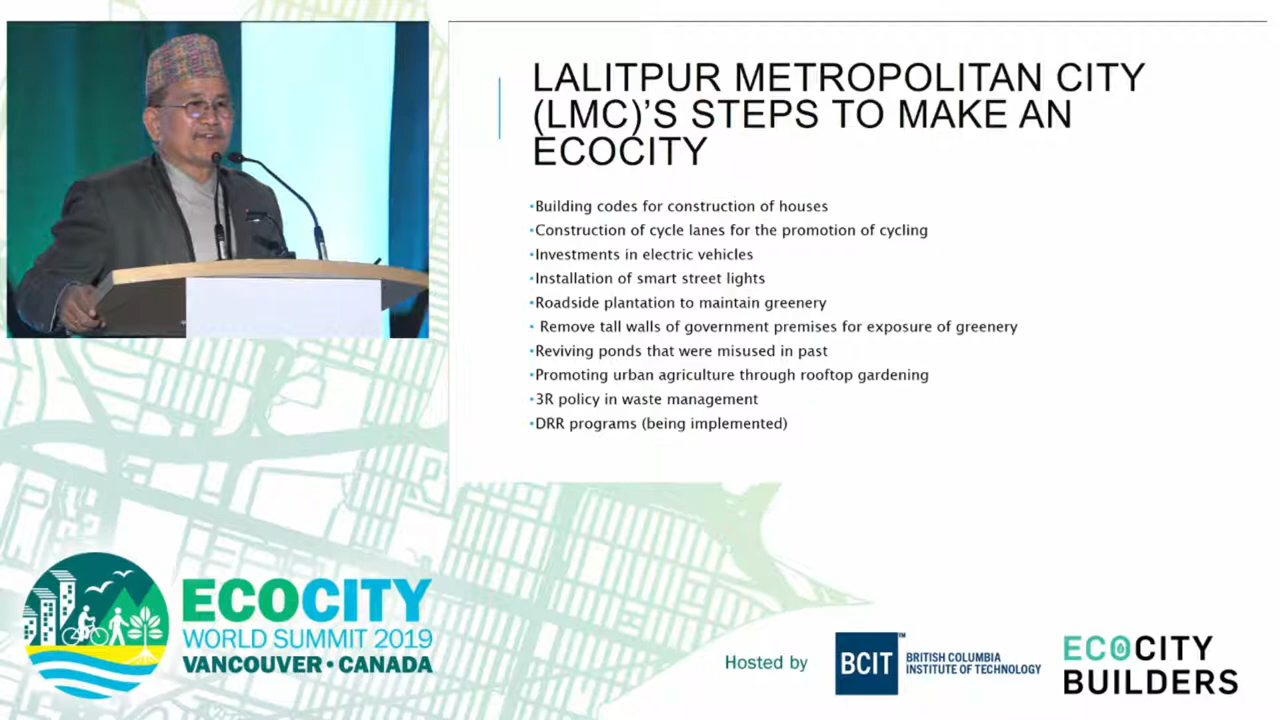 LALITPUR METROPOLITAN CITY
(LMC)'S STEPS TO MAKE AN
ECOCITY
•Building codes for construction of houses
•Construction of cycle lanes for the promotion of cycling
•Investments in electric vehicles
•Installation of smart street lights
•Roadside plantation to maintain greenery
• Remove tall walls of government premises for exposure of greenery
•Reviving ponds that were misused in past
•Promoting urban agriculture through rooftop gardening
•3R policy in waste management
•DRR programs (being implemented)
ECOCITY
WORLD SUMMIT 2019
VANCOUVER • CANADA
Hosted by
BCIT™
BRITISH COLUMBIA
INSTITUTE OF TECHNOLOGY
ECOCITY
BUILDERS